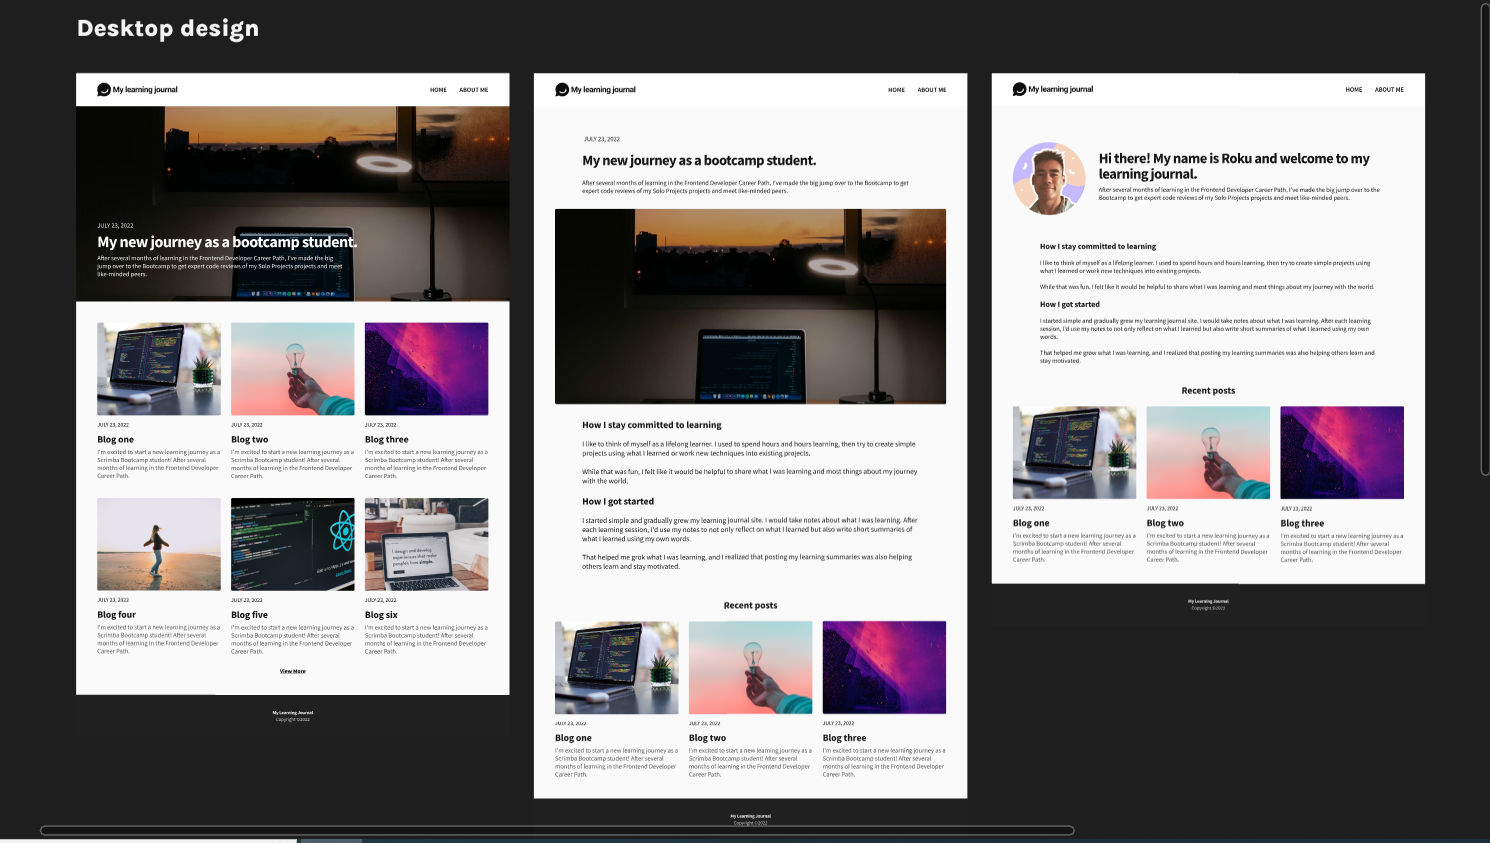 Desktop design
My learning journal
HOME ABOUT ME
JULY 23, 2022
My new journey as a bootcamp student.
After several months of learning in the Frontend Developer Career Path, I've made the big
jump over to the Bootcamp to get expert code reviews of my Solo Projects projects and meet
like-minded peers.
JULY 23, 2022
Blog one
I'm excited to start a new learning journey as a
Scrimba Bootcamp student! After several
months of learning in the Frontend Developer
Career Path.
JULY 23, 2022
Blog two
I'm excited to start a new learning journey as a
Scrimba Bootcamp student! After several
months of learning in the Frontend Developer
Career Path.
JULY 23, 2022
Blog three
I'm excited to start a new learning journey as a
Scrimba Bootcamp student! After several
months of learning in the Frontend Developer
Career Path.
I design and develop
experiences that make
people's lives simple.
JULY 23, 2022
Blog four
I'm excited to start a new learning journey as a
Scrimba Bootcamp student! After several
months of learning in the Frontend Developer
Career Path.
JULY 23, 2022
Blog five
I'm excited to start a new learning journey as a
Scrimba Bootcamp student! After several
months of learning in the Frontend Developer
Career Path.
JULY 23, 2022
Blog six
I'm excited to start a new learning journey as a
Scrimba Bootcamp student! After several
months of learning in the Frontend Developer
Career Path.
View More
My Learning Journal
Copyright ©2022
My learning journal
HOME ABOUT ME
JULY 23, 2022
My new journey as a bootcamp student.
After several months of learning in the Frontend Developer Career Path, I've made the big jump over to the Bootcamp to get
expert code reviews of my Solo Projects projects and meet like-minded peers.
How I stay committed to learning
I like to think of myself as a lifelong learner. I used to spend hours and hours learning, then try to create simple
projects using what I learned or work new techniques into existing projects.
While that was fun, I felt like it would be helpful to share what I was learning and most things about my journey
with the world.
How I got started
I started simple and gradually grew my learning journal site. I would take notes about what I was learning. After
each learning session, I'd use my notes to not only reflect on what I learned but also write short summaries of
what I learned using my own words.
That helped me grok what I was learning, and I realized that posting my learning summaries was also helping
others learn and stay motivated.
Recent posts
JULY 23, 2022
Blog one
I'm excited to start a new learning journey as a
Scrimba Bootcamp student! After several
months of learning in the Frontend Developer
Career Path.
JULY 23, 2022
Blog two
I'm excited to start a new learning journey as a
Scrimba Bootcamp student! After several
months of learning in the Frontend Developer
Career Path.
JULY 23, 2022
Blog three
I'm excited to start a new learning journey as a
Scrimba Bootcamp student! After several
months of learning in the Frontend Developer
Career Path.
My Learning Journal
Copyright ©2022
My learning journal
HOME ABOUT ME
Hi there! My name is Roku and welcome to my
learning journal.
After several months of learning in the Frontend Developer Career Path, I've made the big jump over to the
Bootcamp to get expert code reviews of my Solo Projects projects and meet like-minded peers.
How I stay committed to learning
I like to think of myself as a lifelong learner. I used to spend hours and hours learning, then try to create simple projects using
what I learned or work new techniques into existing projects.
While that was fun, I felt like it would be helpful to share what I was learning and most things about my journey with the world.
How I got started
I started simple and gradually grew my learning journal site. I would take notes about what I was learning. After each learning
session, I'd use my notes to not only reflect on what I learned but also write short summaries of what I learned using my own
words.
That helped me grow what I was learning, and I realized that posting my learning summaries was also helping others learn and
stay motivated.
Recent posts
JULY 23, 2022
Blog one
I'm excited to start a new learning journey as a
Scrimba Bootcamp student! After several
months of learning in the Frontend Developer
Career Path.
JULY 23, 2022
Blog two
I'm excited to start a new learning journey as a
Scrimba Bootcamp student! After several
months of learning in the Frontend Developer
Career Path.
JULY 23, 2022
Blog three
I'm excited to start a new learning journey as a
Scrimba Bootcamp student! After several
months of learning in the Frontend Developer
Career Path.
My Learning Journal
Copyright ©2022